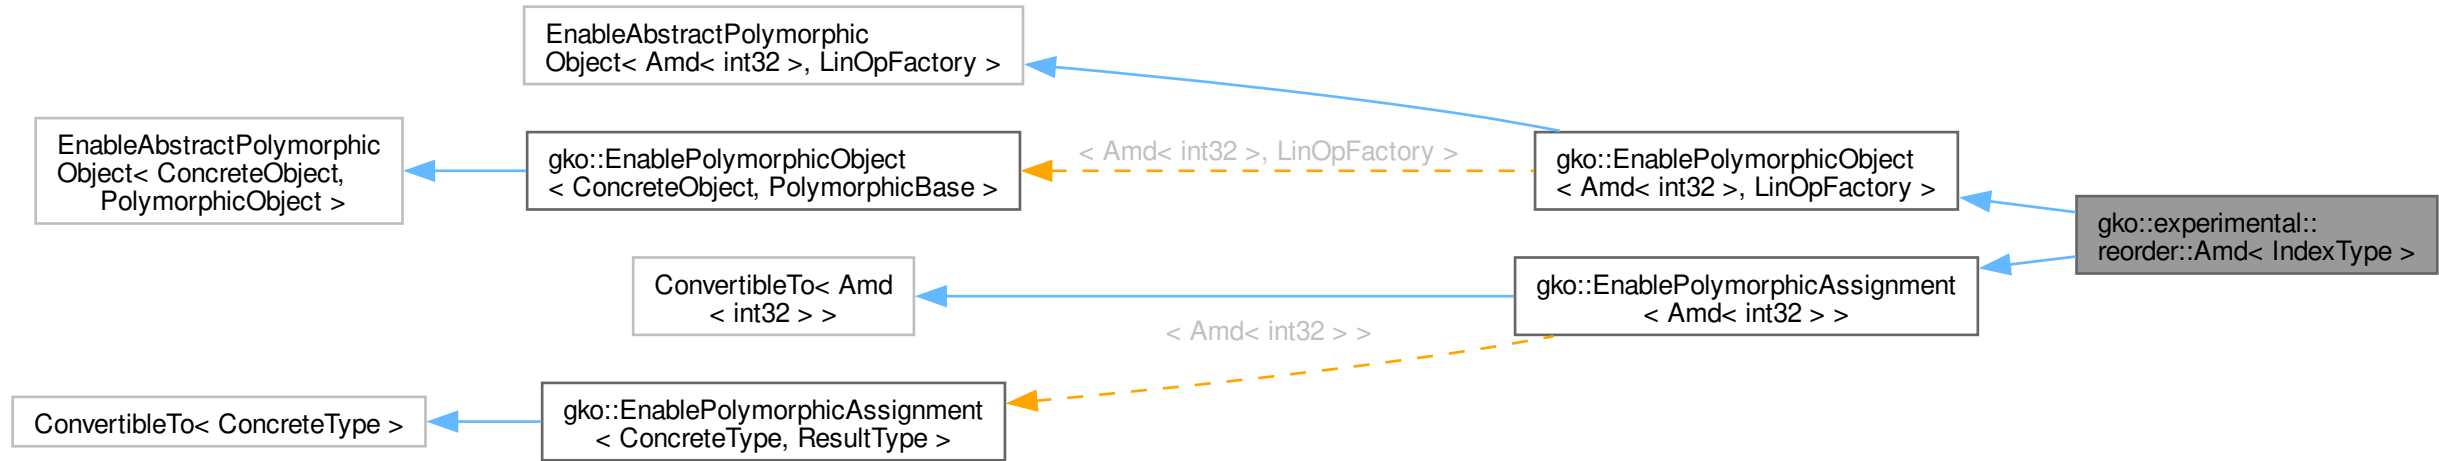 EnableAbstractPolymorphic
Object< Amd< int32 >, LinOpFactory >
EnableAbstractPolymorphic
Object< ConcreteObject,
PolymorphicObject >
gko::EnablePolymorphicObject
< ConcreteObject, PolymorphicBase >
< Amd< int32 >, LinOpFactory >
gko::EnablePolymorphicObject
< Amd< int32 >, LinOpFactory >
gko::experimental::
reorder::Amd< IndexType >
ConvertibleTo< Amd
< int32 > >
gko::EnablePolymorphicAssignment
< Amd< int32 > >
< Amd< int32 > >
ConvertibleTo< ConcreteType >
gko::EnablePolymorphicAssignment
< ConcreteType, ResultType >